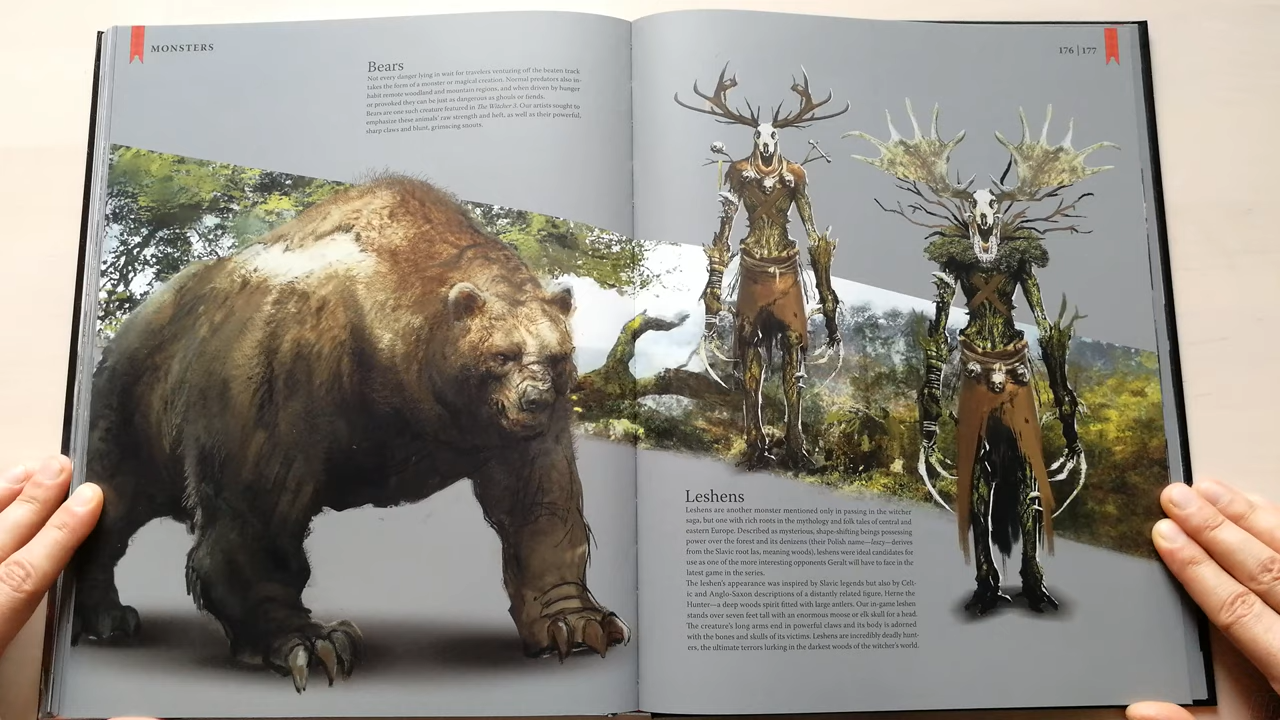 MONSTERS
Bears
Not every danger lying in wait for travelers venturing off the beaten track
takes the form of a monster or magical creation. Normal predators also in-
habit remote woodland and mountain regions, and when driven by hunger
or provoked they can be just as dangerous as ghouls or fiends.
Bears are one such creature featured in The Witcher 3. Our artists sought to
emphasize these animals' raw strength and heft, as well as their powerful,
sharp claws and blunt, grimacing snouts.
176 | 177
Leshens
Leshens are another monster mentioned only in passing in the witcher
saga, but one with rich roots in the mythology and folk tales of central and
eastern Europe. Described as mysterious, shape-shifting beings possessing
power over the forest and its denizens (their Polish name—leszy—derives
from the Slavic root las, meaning woods), leshens were ideal candidates for
use as one of the more interesting opponents Geralt will have to face in the
latest game in the series.
The leshen's appearance was inspired by Slavic legends but also by Celt-
ic and Anglo-Saxon descriptions of a distantly related figure, Herne the
Hunter—a deep woods spirit fitted with large antlers. Our in-game leshen
stands over seven feet tall with an enormous moose or elk skull for a head.
The creature's long arms end in powerful claws and its body is adorned
with the bones and skulls of its victims. Leshens are incredibly deadly hunt-
ers, the ultimate terrors lurking in the darkest woods of the witcher's world.